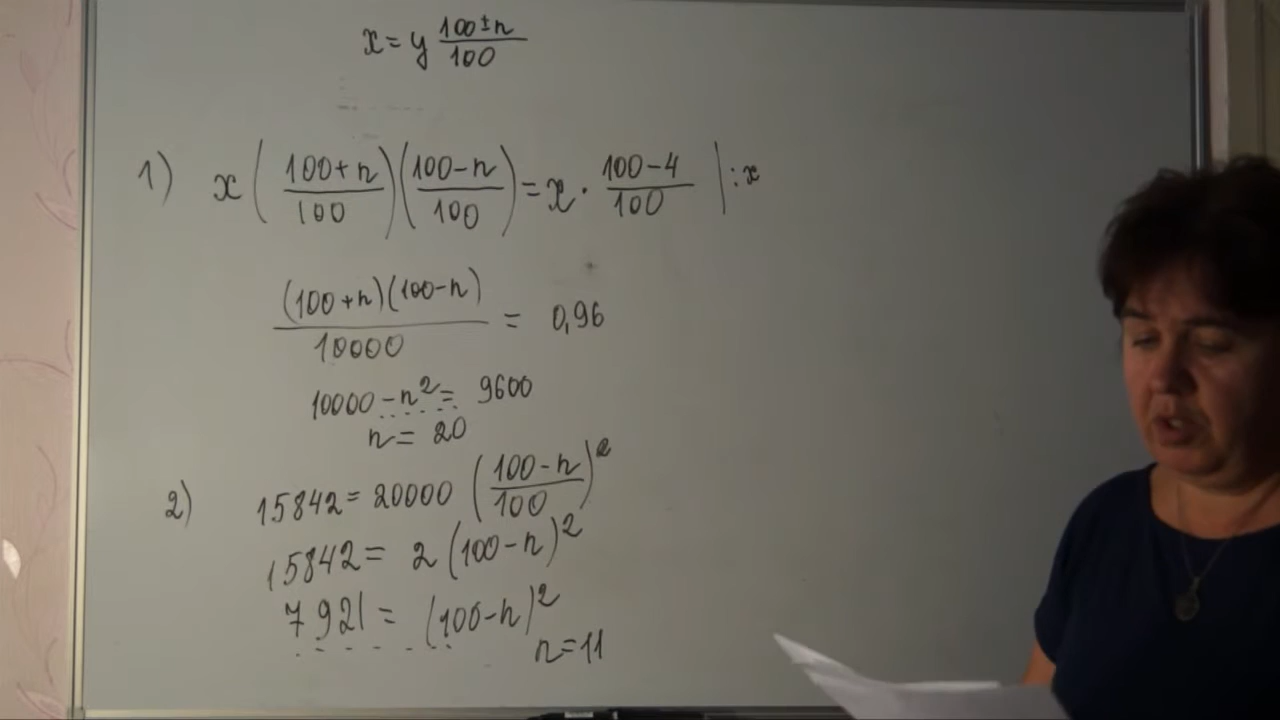 x = y (100 ± n)/100
1) x ((100+n)/100) ((100-n)/100) = x · (100-4)/100 | : x
(100+n)(100-n)/10000 = 0,96
10000 - n² = 9600
n = 20
2) 15842 = 20000 ((100-n)/100)²
15842 = 2 (100-n)²
7921 = (100-n)²
n = 11